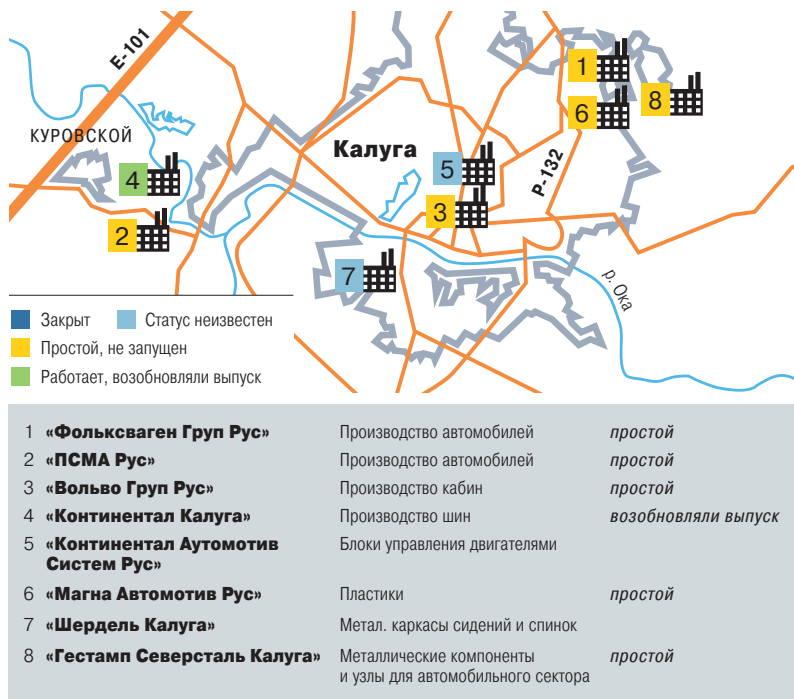 E-101
КУРОВСКОЙ
Калуга
P-132
р. Ока
1
6
8
5
3
4
2
7
Закрыт
Статус неизвестен
Простой, не запущен
Работает, возобновляли выпуск
1 «Фольксваген Груп Рус» Производство автомобилей простой
2 «ПСМА Рус» Производство автомобилей простой
3 «Вольво Груп Рус» Производство кабин простой
4 «Континентал Калуга» Производство шин возобновляли выпуск
5 «Континентал Аутомотив Блоки управления двигателями
Систем Рус»
6 «Магна Автомотив Рус» Пластики простой
7 «Шердель Калуга» Метал. каркасы сидений и спинок
8 «Гестамп Северсталь Калуга» Металлические компоненты простой
и узлы для автомобильного сектора